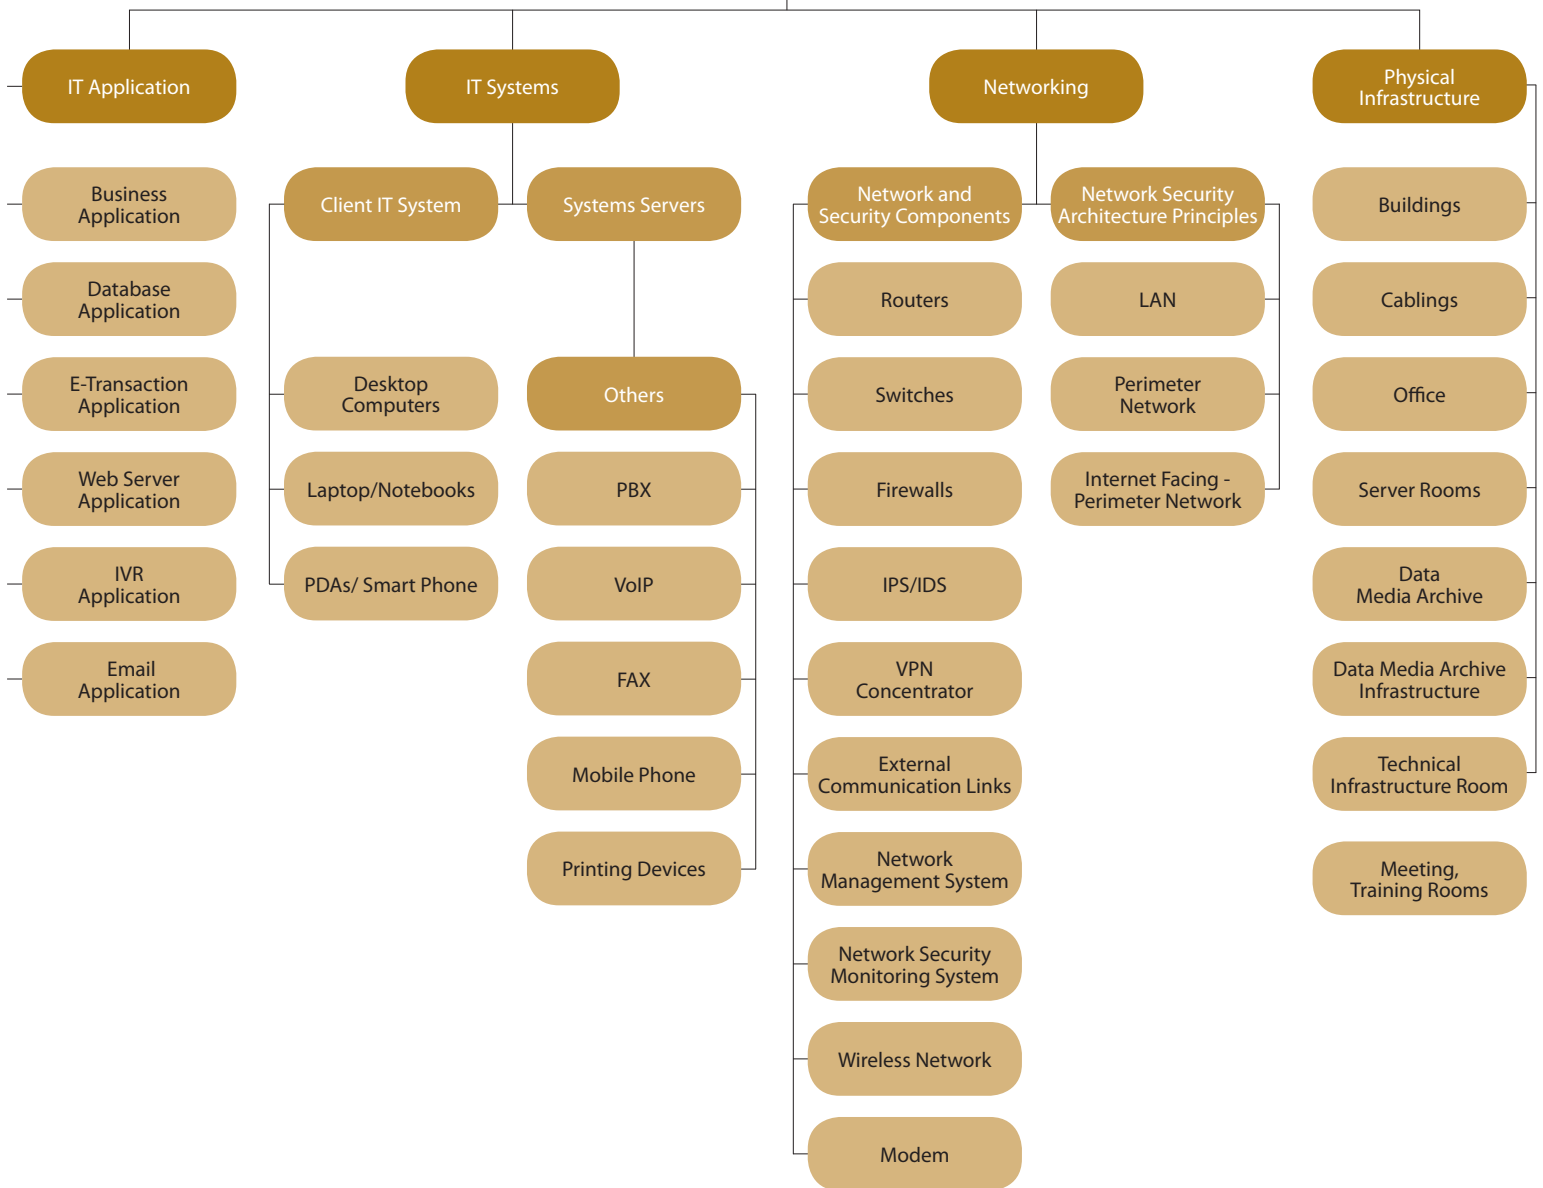 IT Application
IT Systems
Networking
Physical
Infrastructure
Business
Application
Client IT System
Systems Servers
Network and
Security Components
Network Security
Architecture Principles
Buildings
Database
Application
Routers
LAN
Cablings
E-Transaction
Application
Desktop
Computers
Others
Switches
Perimeter
Network
Office
Web Server
Application
Laptop/Notebooks
PBX
Firewalls
Internet Facing -
Perimeter Network
Server Rooms
IVR
Application
PDAs/ Smart Phone
VoIP
IPS/IDS
Data
Media Archive
Email
Application
FAX
VPN
Concentrator
Data Media Archive
Infrastructure
Mobile Phone
External
Communication Links
Technical
Infrastructure Room
Printing Devices
Network
Management System
Meeting,
Training Rooms
Network Security
Monitoring System
Wireless Network
Modem